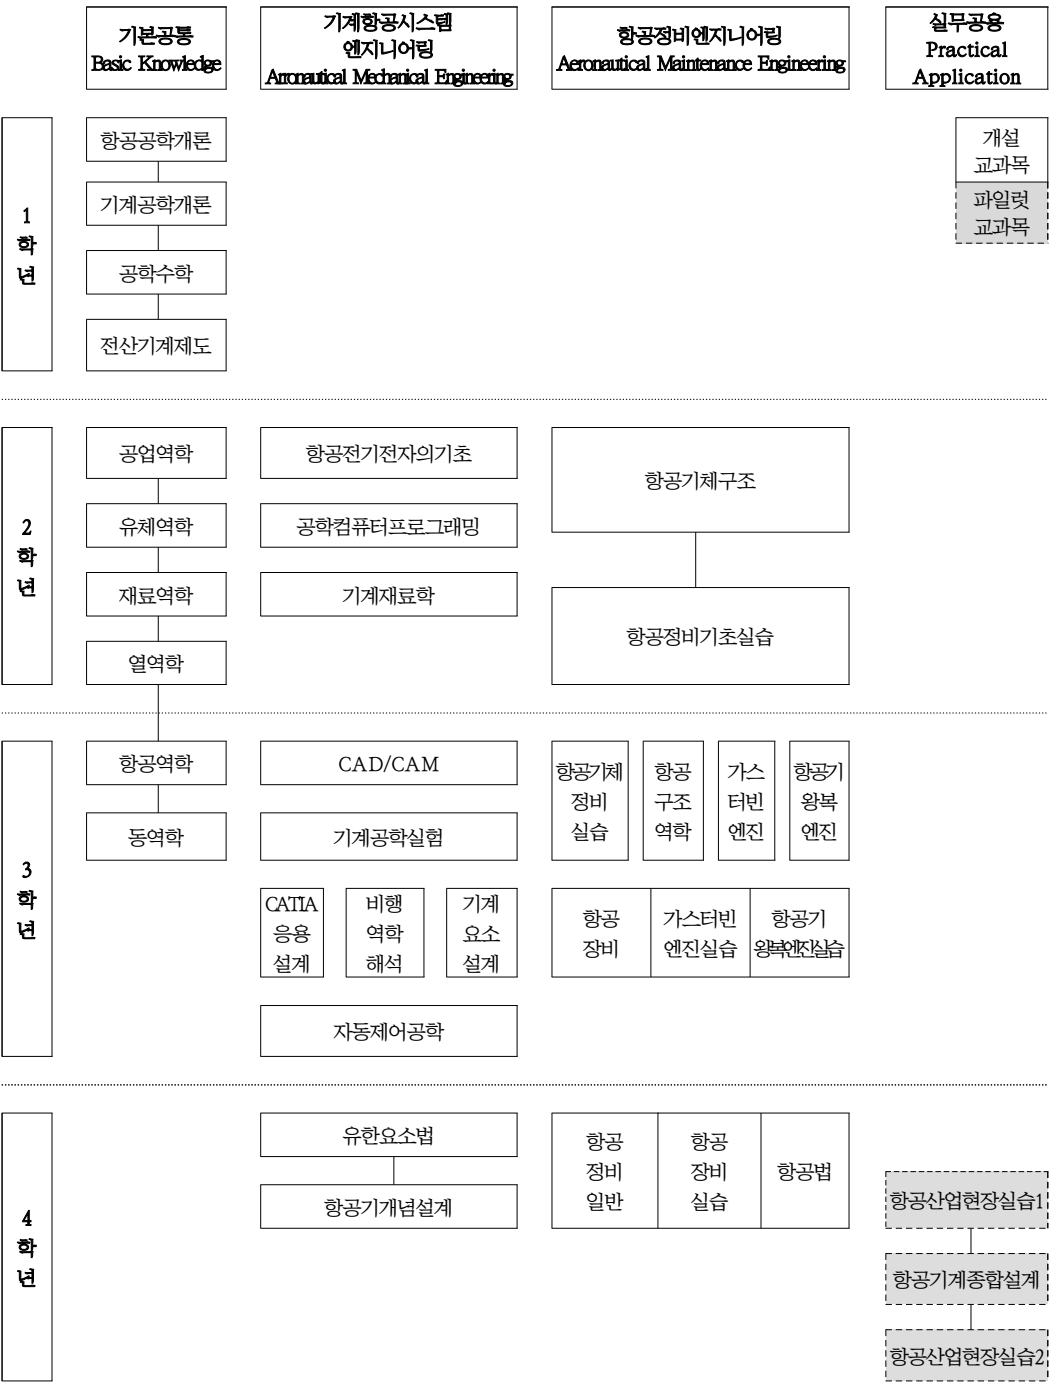 기본공통
Basic Knowledge
기계항공시스템
엔지니어링
Arronautical Mechanical Engineering
항공정비엔지니어링
Aeronautical Maintenance Engineering
실무공용
Practical
Application
1
학
년
항공공학개론
기계공학개론
공학수학
전산기계제도
개설
교과목
파일럿
교과목
2
학
년
공업역학
유체역학
재료역학
열역학
항공전기전자의기초
공학컴퓨터프로그래밍
기계재료학
항공기체구조
항공정비기초실습
3
학
년
항공역학
동역학
CAD/CAM
기계공학실험
CATIA
응용
설계
비행
역학
해석
기계
요소
설계
자동제어공학
항공기체
정비
실습
항공
구조
역학
가스
터빈
엔진
항공기
왕복
엔진
항공
장비
가스터빈
엔진실습
항공기
왕복엔진실습
4
학
년
유한요소법
항공기개념설계
항공
정비
일반
항공
장비
실습
항공법
항공산업현장실습1
항공기계종합설계
항공산업현장실습2